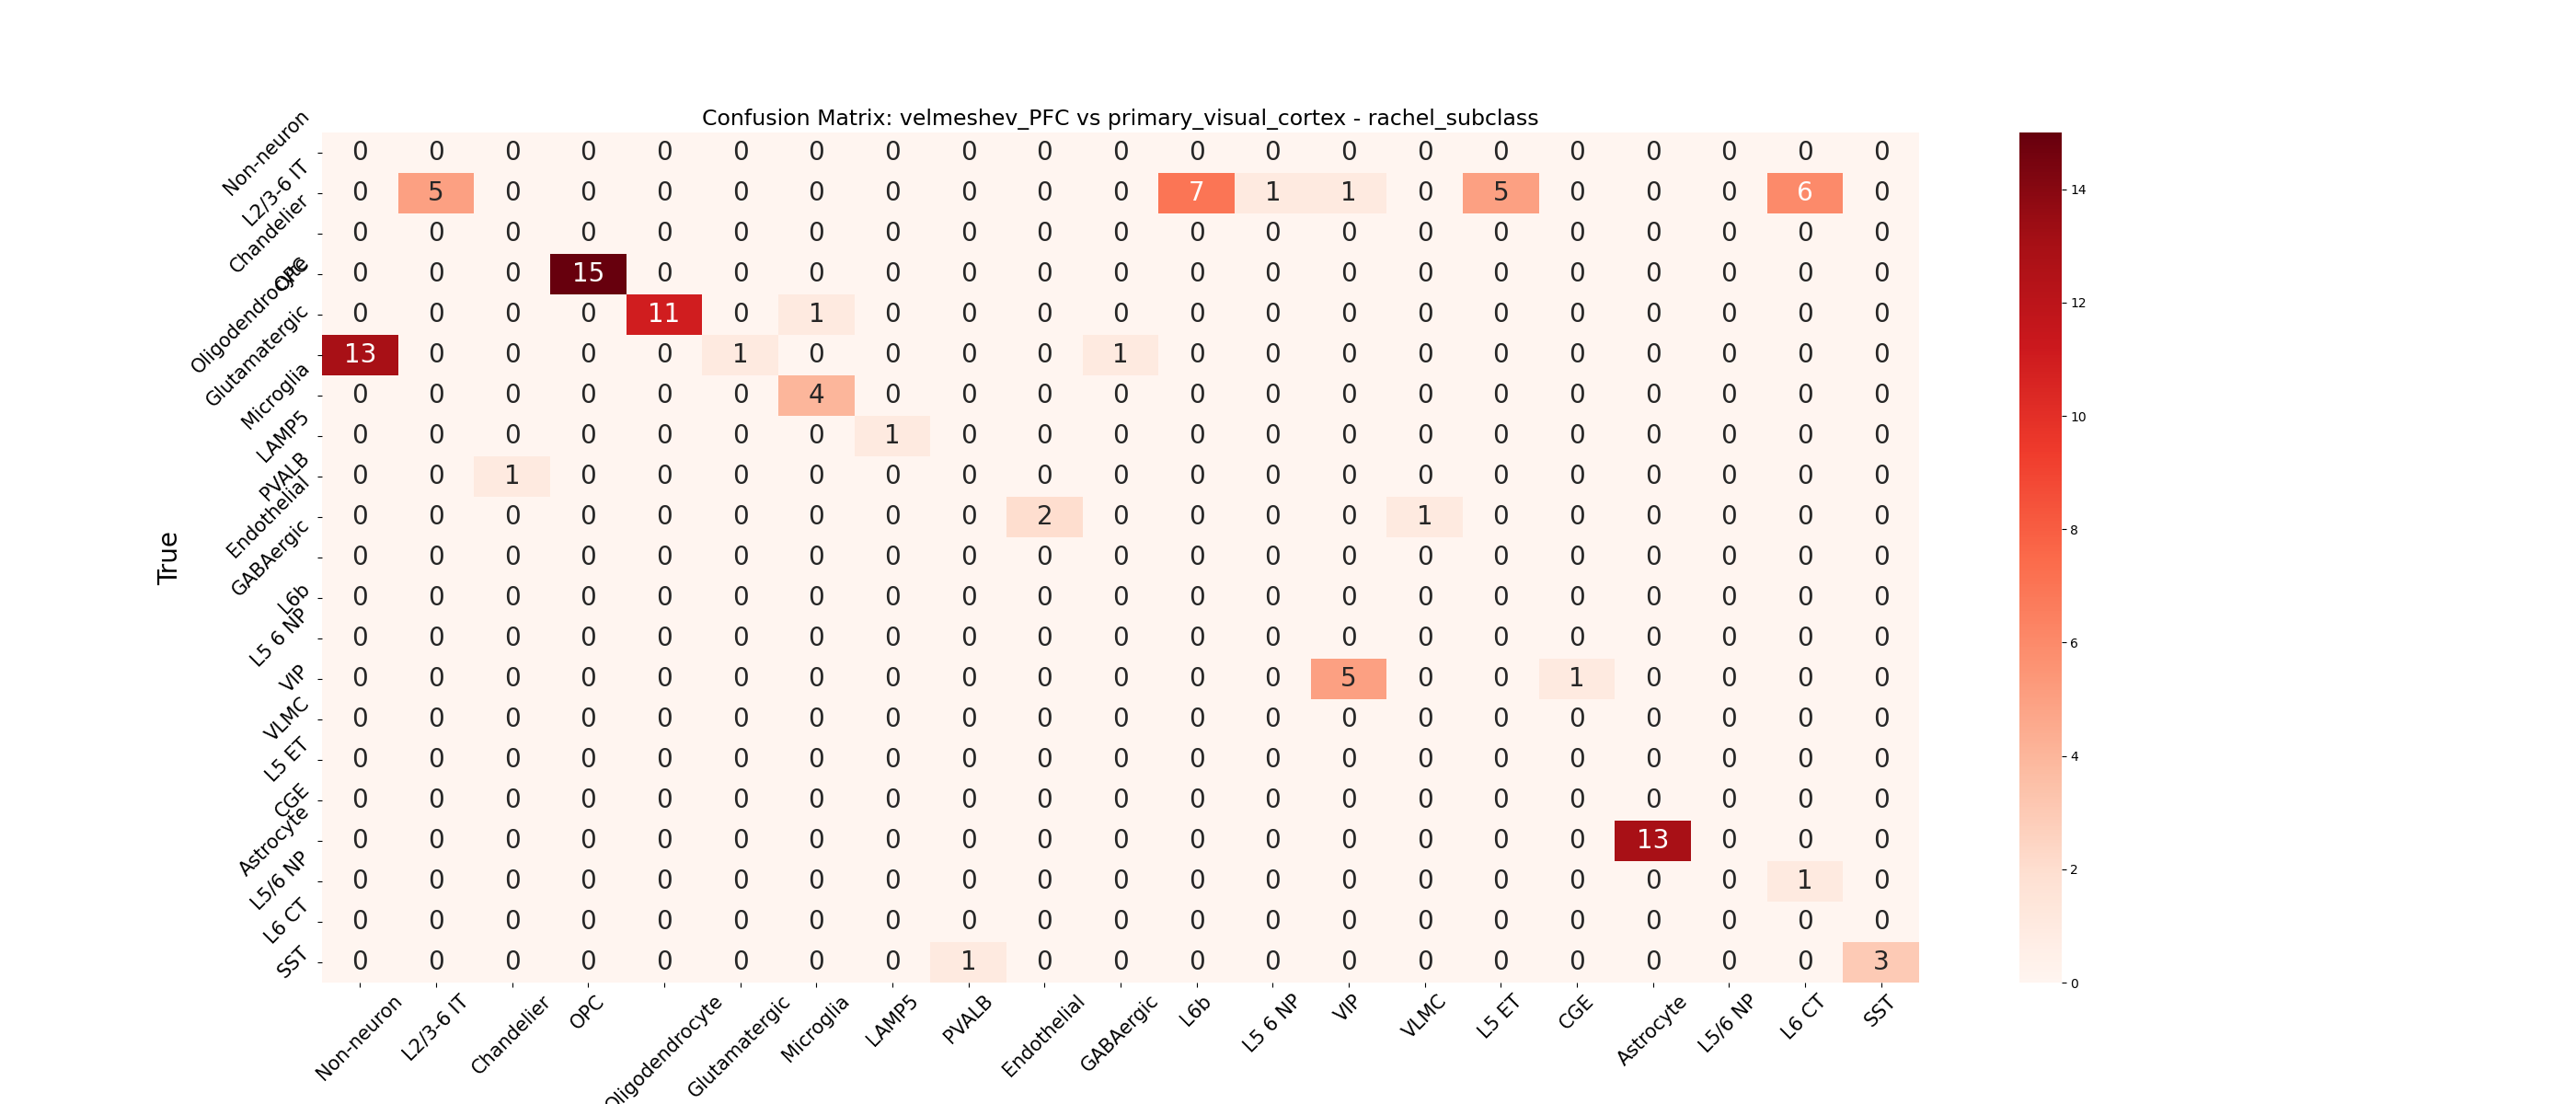 Confusion Matrix: velmeshev_PFC vs primary_visual_cortex - rachel_subclass
True
Non-neuron 0 0 0 0 0 0 0 0 0 0 0 0 0 0 0 0 0 0 0 0 0
L2/3-6 IT 0 5 0 0 0 0 0 0 0 0 0 7 1 1 0 5 0 0 0 6 0
Chandelier 0 0 0 0 0 0 0 0 0 0 0 0 0 0 0 0 0 0 0 0 0
OPC 0 0 0 15 0 0 0 0 0 0 0 0 0 0 0 0 0 0 0 0 0
Oligodendrocyte 0 0 0 0 11 0 1 0 0 0 0 0 0 0 0 0 0 0 0 0 0
Glutamatergic 13 0 0 0 0 1 0 0 0 0 1 0 0 0 0 0 0 0 0 0 0
Microglia 0 0 0 0 0 0 4 0 0 0 0 0 0 0 0 0 0 0 0 0 0
LAMP5 0 0 0 0 0 0 0 1 0 0 0 0 0 0 0 0 0 0 0 0 0
PVALB 0 0 1 0 0 0 0 0 0 0 0 0 0 0 0 0 0 0 0 0 0
Endothelial 0 0 0 0 0 0 0 0 0 2 0 0 0 0 1 0 0 0 0 0 0
GABAergic 0 0 0 0 0 0 0 0 0 0 0 0 0 0 0 0 0 0 0 0 0
L6b 0 0 0 0 0 0 0 0 0 0 0 0 0 0 0 0 0 0 0 0 0
L5 6 NP 0 0 0 0 0 0 0 0 0 0 0 0 0 0 0 0 0 0 0 0 0
VIP 0 0 0 0 0 0 0 0 0 0 0 0 0 5 0 0 1 0 0 0 0
VLMC 0 0 0 0 0 0 0 0 0 0 0 0 0 0 0 0 0 0 0 0 0
L5 ET 0 0 0 0 0 0 0 0 0 0 0 0 0 0 0 0 0 0 0 0 0
CGE 0 0 0 0 0 0 0 0 0 0 0 0 0 0 0 0 0 0 0 0 0
Astrocyte 0 0 0 0 0 0 0 0 0 0 0 0 0 0 0 0 0 13 0 0 0
L5/6 NP 0 0 0 0 0 0 0 0 0 0 0 0 0 0 0 0 0 0 0 1 0
L6 CT 0 0 0 0 0 0 0 0 0 0 0 0 0 0 0 0 0 0 0 0 0
SST 0 0 0 0 0 0 0 0 1 0 0 0 0 0 0 0 0 0 0 0 3
Non-neuron L2/3-6 IT Chandelier OPC Oligodendrocyte Glutamatergic Microglia LAMP5 PVALB Endothelial GABAergic L6b L5 6 NP VIP VLMC L5 ET CGE Astrocyte L5/6 NP L6 CT SST
14
12
10
8
6
4
2
0